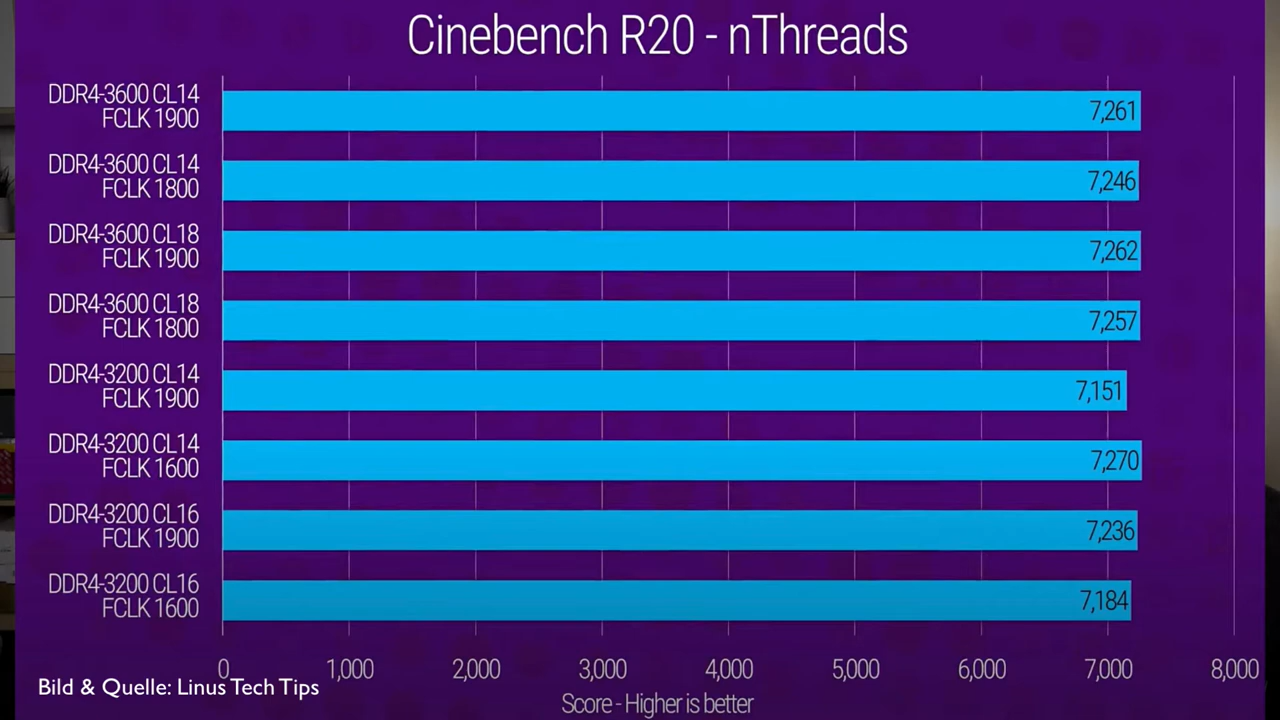 Cinebench R20 - nThreads
DDR4-3600 CL14
FCLK 1900
7,261
DDR4-3600 CL14
FCLK 1800
7,246
DDR4-3600 CL18
FCLK 1900
7,262
DDR4-3600 CL18
FCLK 1800
7,257
DDR4-3200 CL14
FCLK 1900
7,151
DDR4-3200 CL14
FCLK 1600
7,270
DDR4-3200 CL16
FCLK 1900
7,236
DDR4-3200 CL16
FCLK 1600
7,184
0 1,000 2,000 3,000 4,000 5,000 6,000 7,000 8,000
Bild & Quelle: Linus Tech Tips
Score - Higher is better